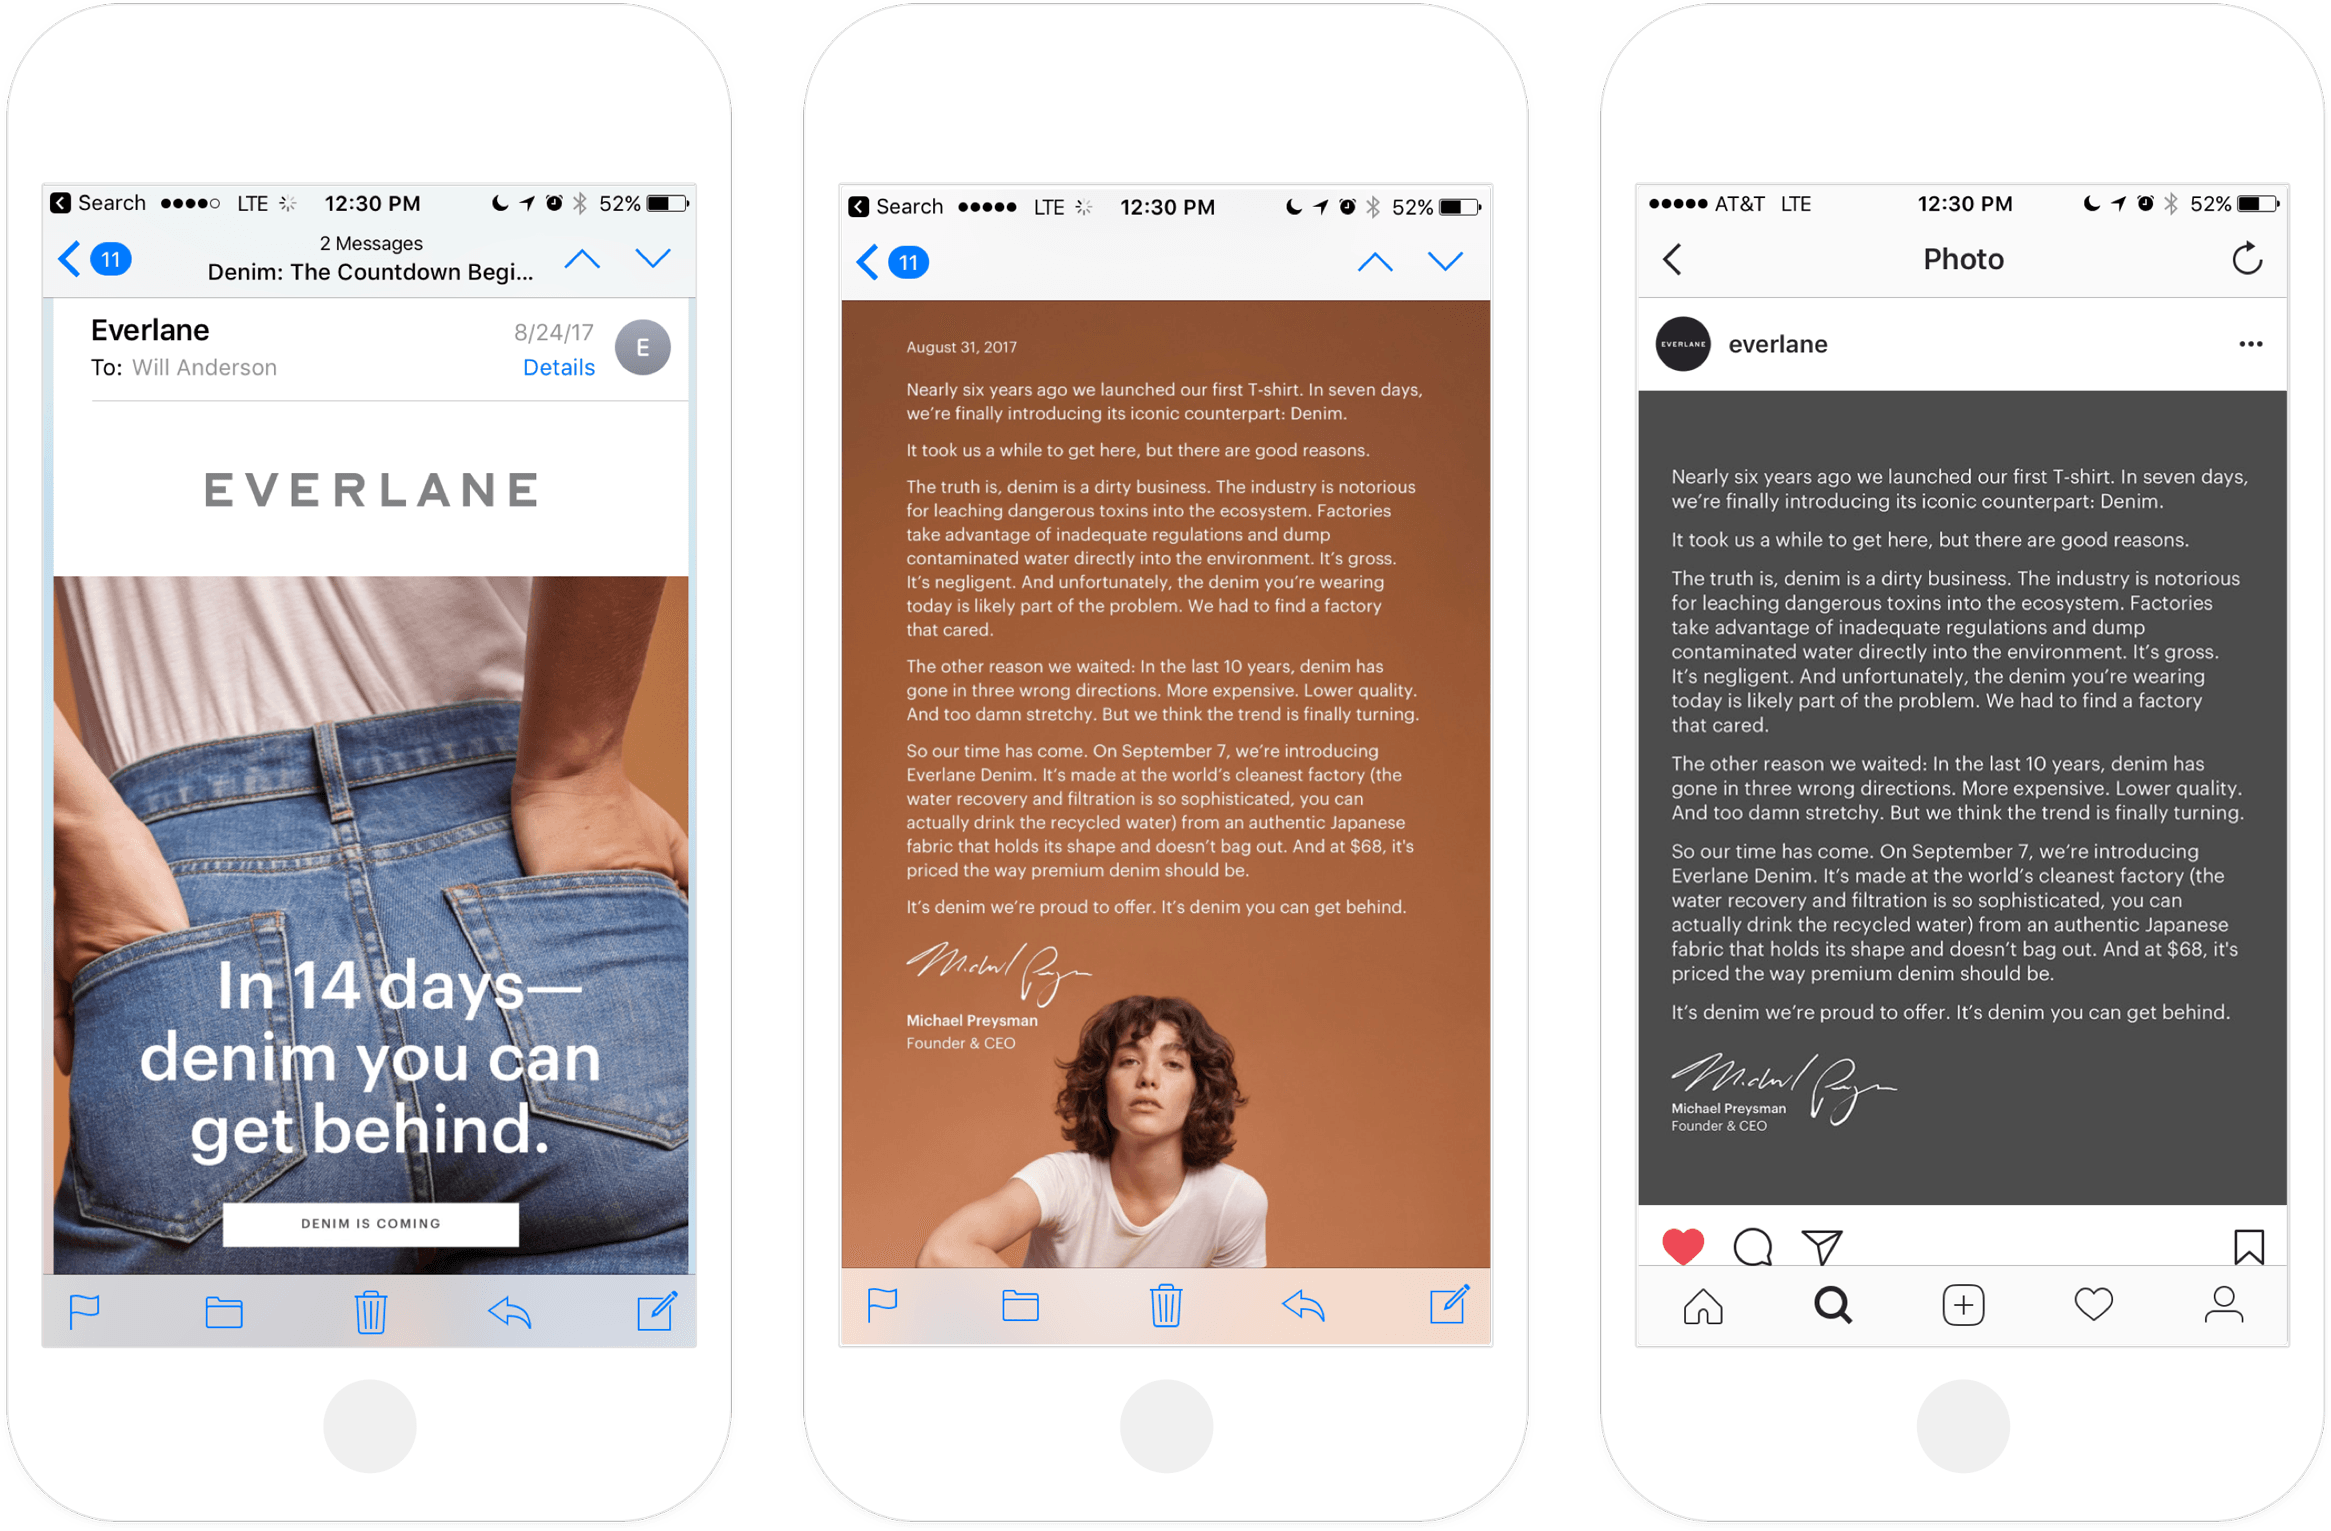 Search LTE 12:30 PM 52%
11
2 Messages
Denim: The Countdown Begi...
Everlane 8/24/17
E
To: Will Anderson Details
EVERLANE
In 14 days—
denim you can
get behind.
DENIM IS COMING
Search LTE 12:30 PM 52%
11
August 31, 2017
Nearly six years ago we launched our first T-shirt. In seven days,
we’re finally introducing its iconic counterpart: Denim.
It took us a while to get here, but there are good reasons.
The truth is, denim is a dirty business. The industry is notorious
for leaching dangerous toxins into the ecosystem. Factories
take advantage of inadequate regulations and dump
contaminated water directly into the environment. It’s gross.
It’s negligent. And unfortunately, the denim you’re wearing
today is likely part of the problem. We had to find a factory
that cared.
The other reason we waited: In the last 10 years, denim has
gone in three wrong directions. More expensive. Lower quality.
And too damn stretchy. But we think the trend is finally turning.
So our time has come. On September 7, we’re introducing
Everlane Denim. It’s made at the world’s cleanest factory (the
water recovery and filtration is so sophisticated, you can
actually drink the recycled water) from an authentic Japanese
fabric that holds its shape and doesn’t bag out. And at $68, it's
priced the way premium denim should be.
It’s denim we’re proud to offer. It’s denim you can get behind.
Michael Preysman
Founder & CEO
AT&T LTE 12:30 PM 52%
Photo
EVERLANE
everlane
Nearly six years ago we launched our first T-shirt. In seven days,
we’re finally introducing its iconic counterpart: Denim.
It took us a while to get here, but there are good reasons.
The truth is, denim is a dirty business. The industry is notorious
for leaching dangerous toxins into the ecosystem. Factories
take advantage of inadequate regulations and dump
contaminated water directly into the environment. It’s gross.
It’s negligent. And unfortunately, the denim you’re wearing
today is likely part of the problem. We had to find a factory
that cared.
The other reason we waited: In the last 10 years, denim has
gone in three wrong directions. More expensive. Lower quality.
And too damn stretchy. But we think the trend is finally turning.
So our time has come. On September 7, we’re introducing
Everlane Denim. It’s made at the world’s cleanest factory (the
water recovery and filtration is so sophisticated, you can
actually drink the recycled water) from an authentic Japanese
fabric that holds its shape and doesn’t bag out. And at $68, it's
priced the way premium denim should be.
It’s denim we’re proud to offer. It’s denim you can get behind.
Michael Preysman
Founder & CEO